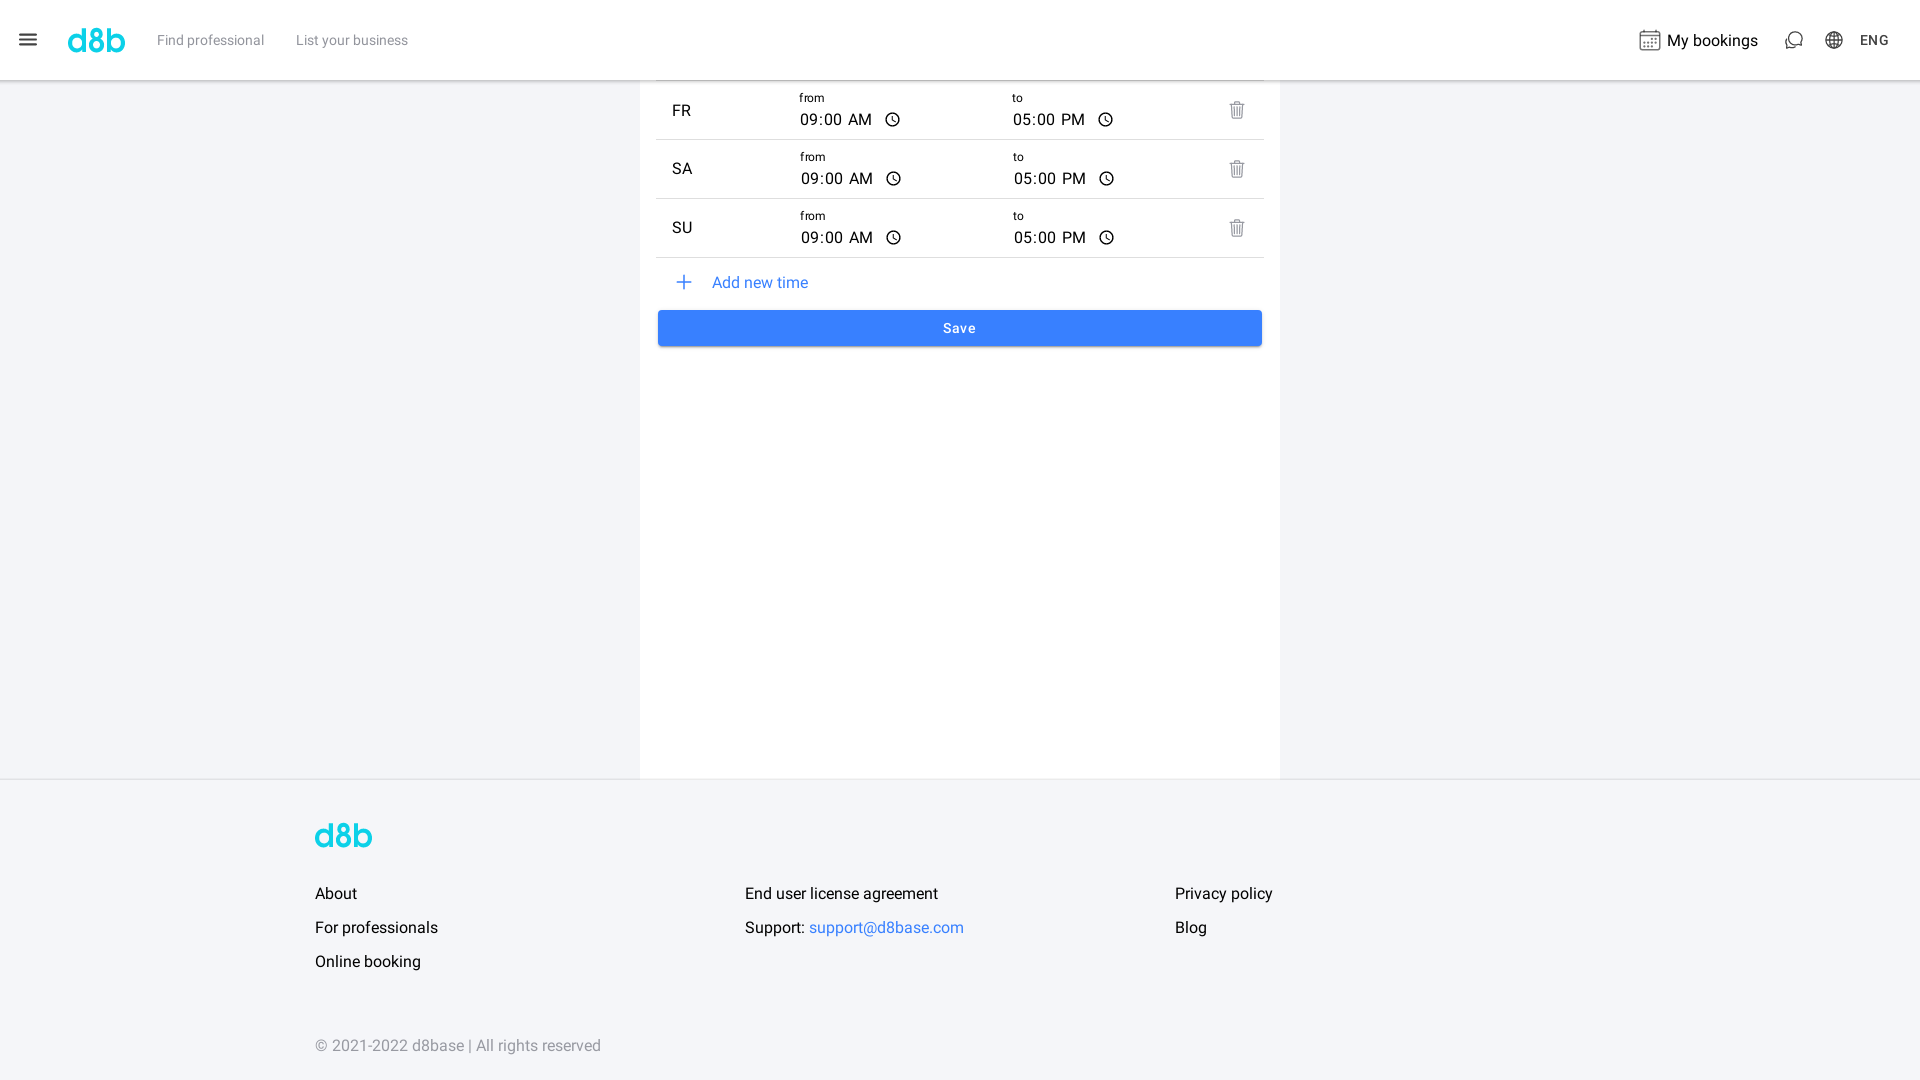 d8b Find professional List your business My bookings ENG
from to
FR 09:00 AM 05:00 PM
from to
SA 09:00 AM 05:00 PM
from to
SU 09:00 AM 05:00 PM
Add new time
Save
d8b
About End user license agreement Privacy policy
For professionals Support: support@d8base.com Blog
Online booking
© 2021-2022 d8base | All rights reserved